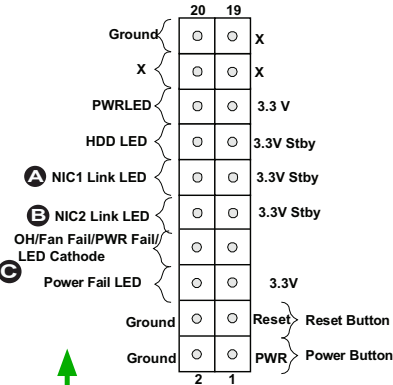 20 19
Ground X
X X
PWRLED 3.3 V
HDD LED 3.3V Stby
A NIC1 Link LED 3.3V Stby
B NIC2 Link LED 3.3V Stby
OH/Fan Fail/PWR Fail/
LED Cathode
C Power Fail LED 3.3V
Ground Reset Reset Button
Ground PWR Power Button
2 1